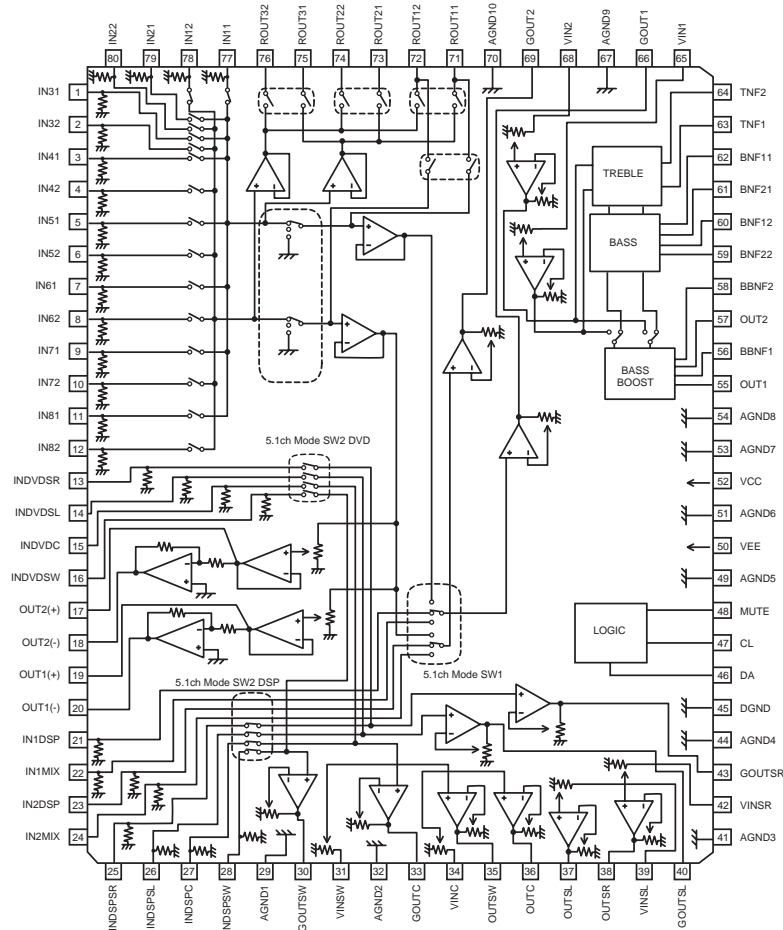 IN22
IN21
IN12
IN11
ROUT32
ROUT31
ROUT22
ROUT21
ROUT12
ROUT11
AGND10
GOUT2
VIN2
AGND9
GOUT1
VIN1
80
79
78
77
76
75
74
73
72
71
70
69
68
67
66
65
IN31 1
IN32 2
IN41 3
IN42 4
IN51 5
IN52 6
IN61 7
IN62 8
IN71 9
IN72 10
IN81 11
IN82 12
INDVDSR 13
INDVDSL 14
INDVDC 15
INDVDSW 16
OUT2(+) 17
OUT2(-) 18
OUT1(+) 19
OUT1(-) 20
IN1DSP 21
IN1MIX 22
IN2DSP 23
IN2MIX 24
TREBLE
BASS
BASS
BOOST
5.1ch Mode SW2 DVD
LOGIC
5.1ch Mode SW2 DSP
5.1ch Mode SW1
64 TNF2
63 TNF1
62 BNF11
61 BNF21
60 BNF12
59 BNF22
58 BBNF2
57 OUT2
56 BBNF1
55 OUT1
54 AGND8
53 AGND7
52 VCC
51 AGND6
50 VEE
49 AGND5
48 MUTE
47 CL
46 DA
45 DGND
44 AGND4
43 GOUTSR
42 VINSR
41 AGND3
25
26
27
28
29
30
31
32
33
34
35
36
37
38
39
40
INDSPSR
INDSPSL
INDSPC
INDSPSW
AGND1
GOUTSW
VINSW
AGND2
GOUTC
VINC
OUTSW
OUTC
OUTSL
OUTSR
VINSL
GOUTSL